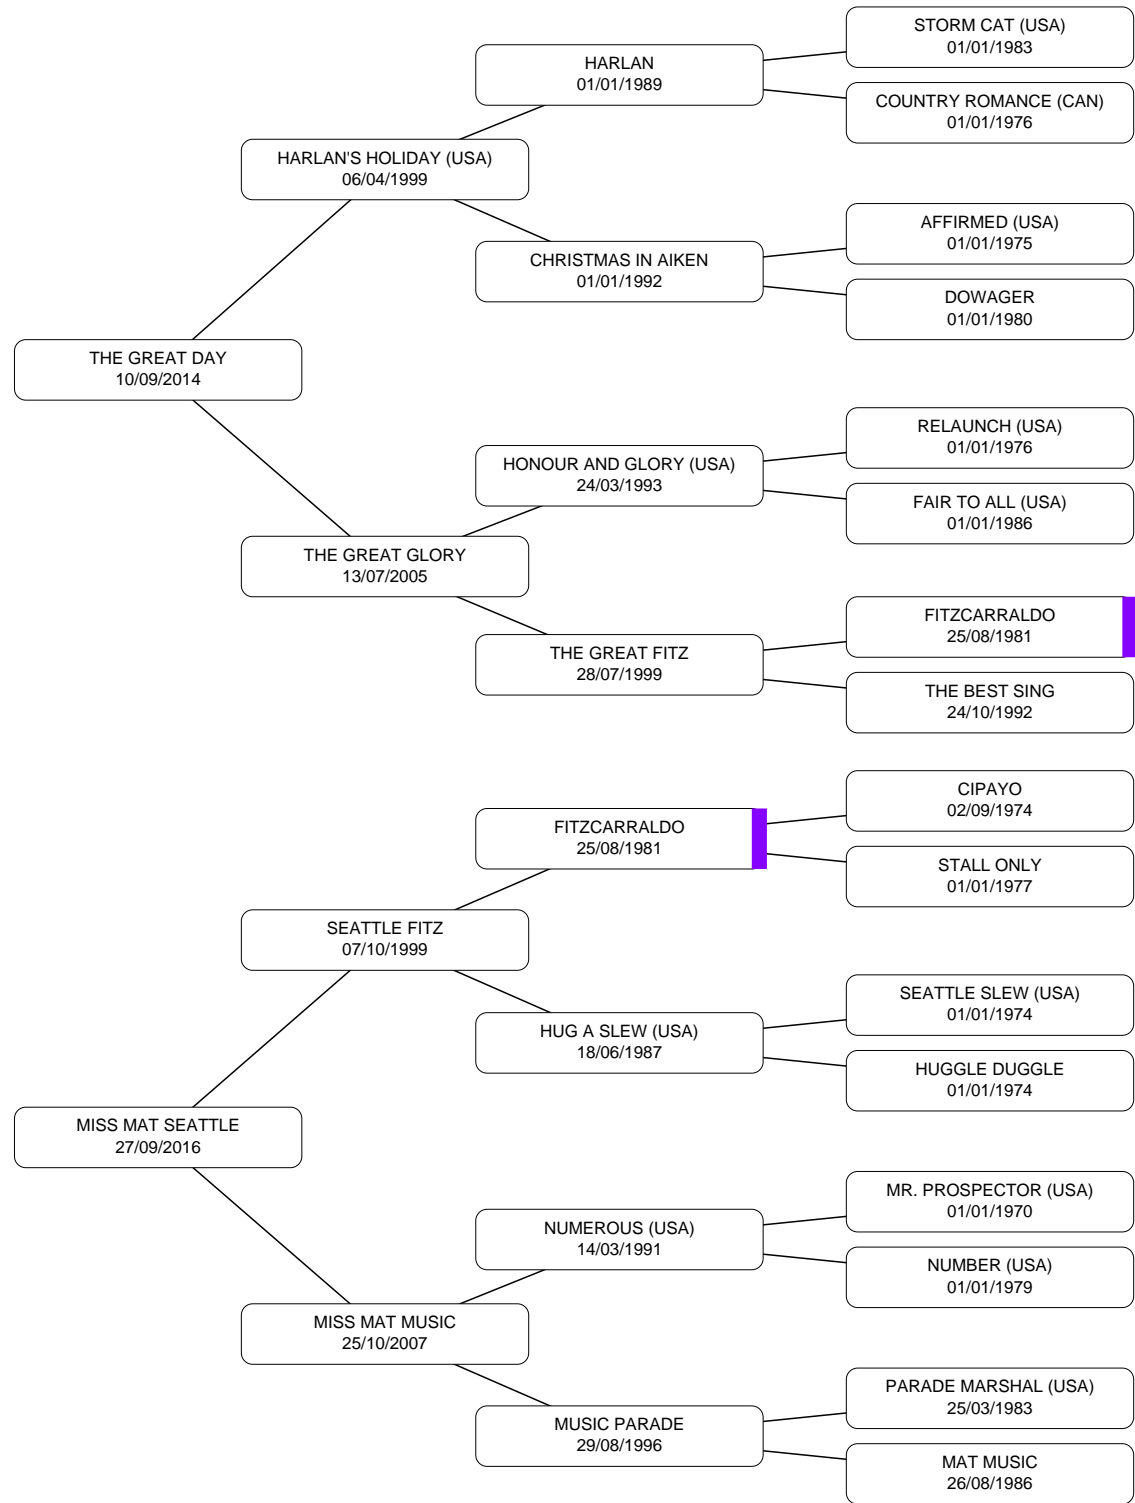 STORM CAT (USA)
01/01/1983
HARLAN
01/01/1989
COUNTRY ROMANCE (CAN)
01/01/1976
HARLAN'S HOLIDAY (USA)
06/04/1999
AFFIRMED (USA)
01/01/1975
CHRISTMAS IN AIKEN
01/01/1992
DOWAGER
01/01/1980
THE GREAT DAY
10/09/2014
RELAUNCH (USA)
01/01/1976
HONOUR AND GLORY (USA)
24/03/1993
FAIR TO ALL (USA)
01/01/1986
THE GREAT GLORY
13/07/2005
FITZCARRALDO
25/08/1981
THE GREAT FITZ
28/07/1999
THE BEST SING
24/10/1992
CIPAYO
02/09/1974
FITZCARRALDO
25/08/1981
STALL ONLY
01/01/1977
SEATTLE FITZ
07/10/1999
SEATTLE SLEW (USA)
01/01/1974
HUG A SLEW (USA)
18/06/1987
HUGGLE DUGGLE
01/01/1974
MISS MAT SEATTLE
27/09/2016
MR. PROSPECTOR (USA)
01/01/1970
NUMEROUS (USA)
14/03/1991
NUMBER (USA)
01/01/1979
MISS MAT MUSIC
25/10/2007
PARADE MARSHAL (USA)
25/03/1983
MUSIC PARADE
29/08/1996
MAT MUSIC
26/08/1986